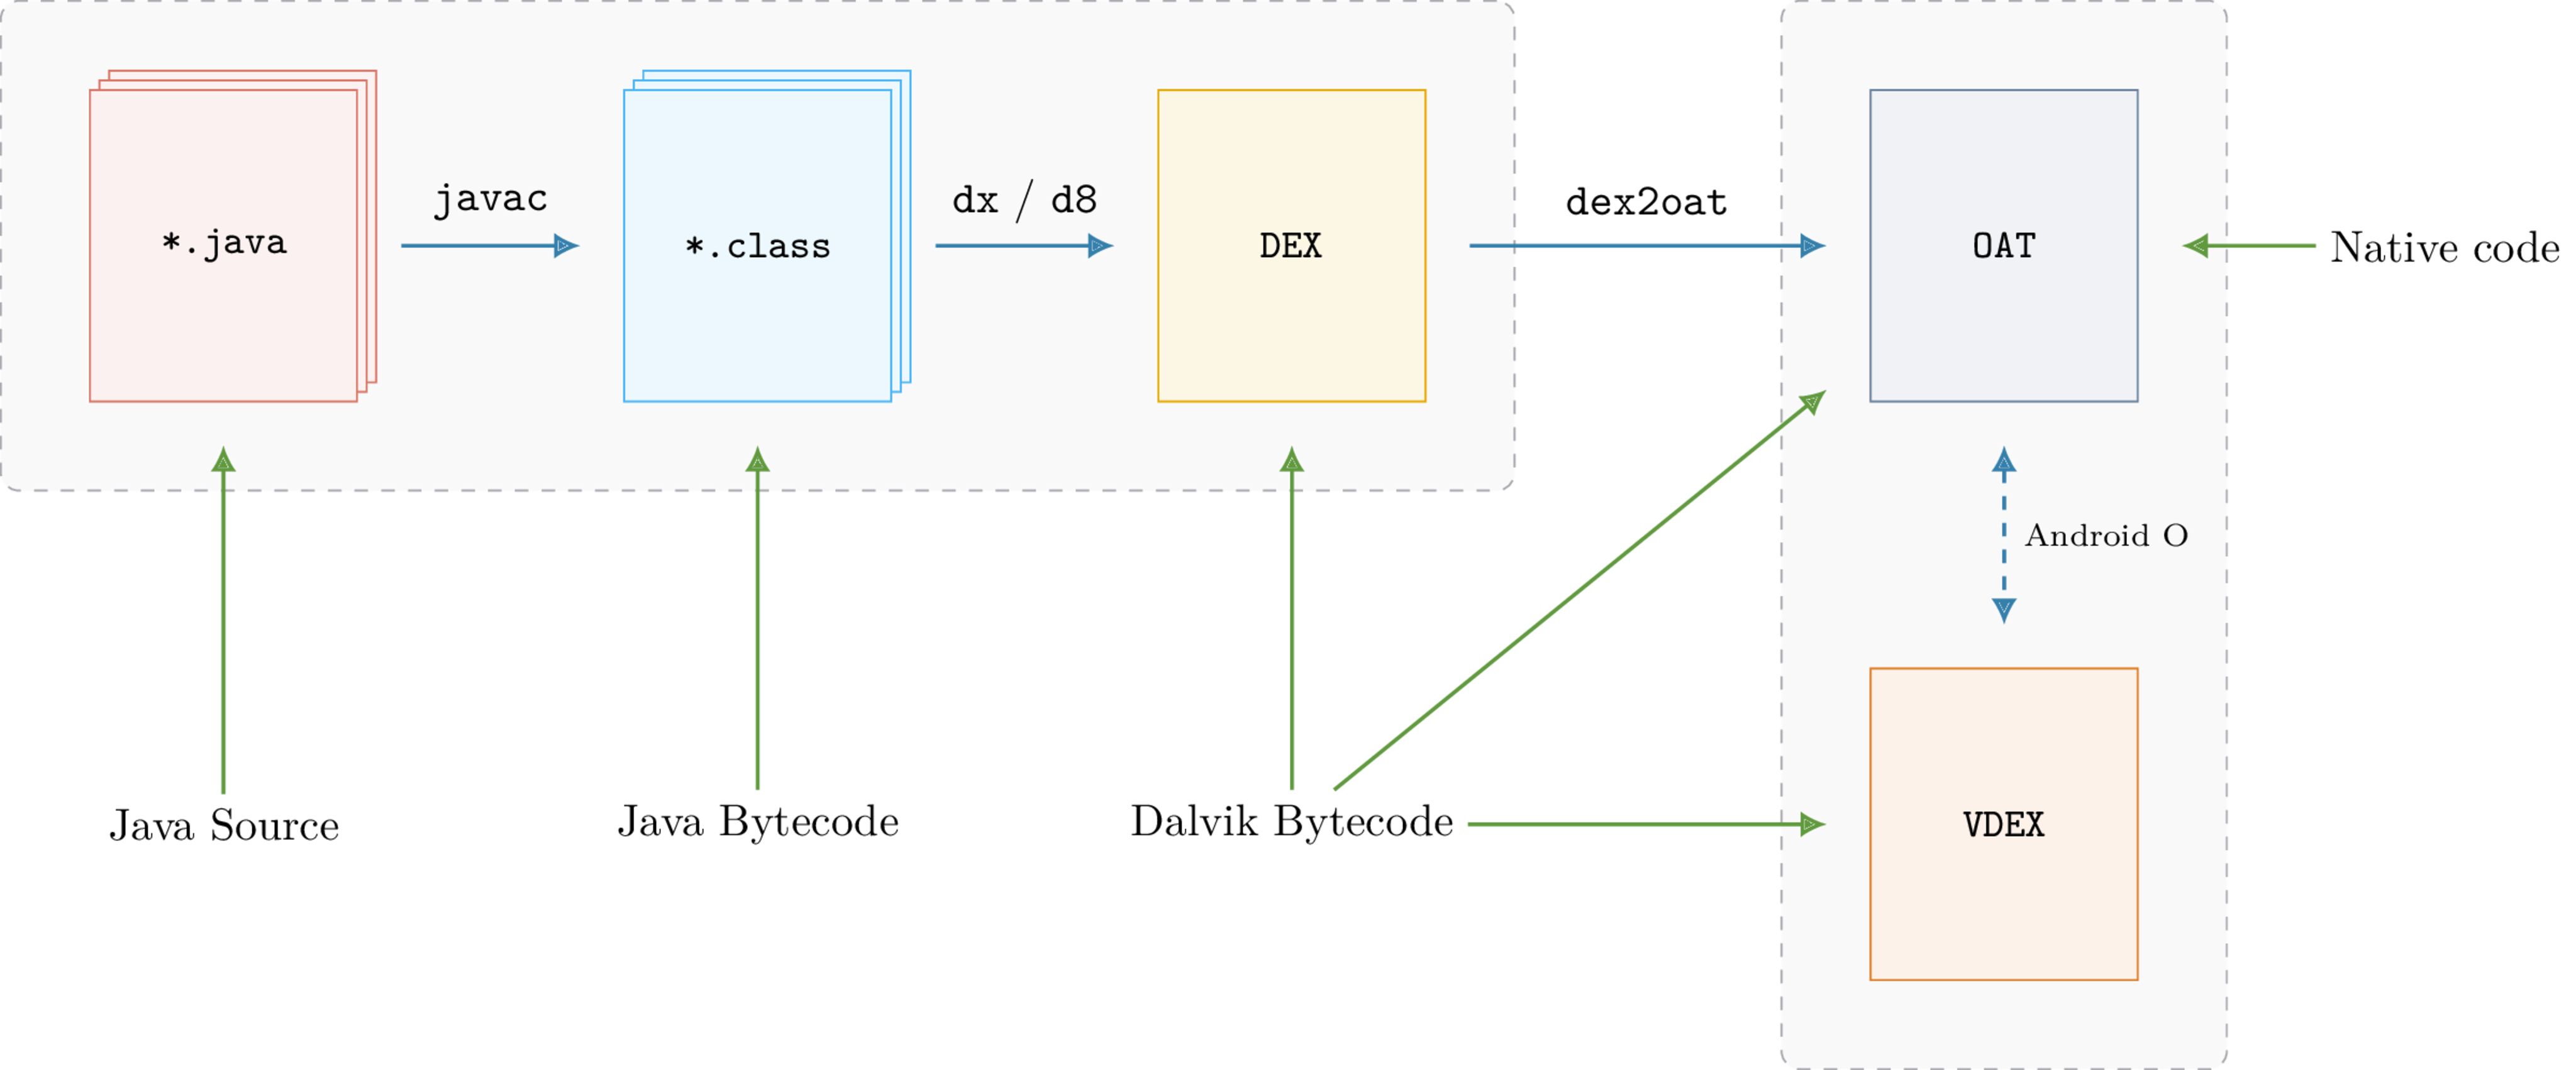 javac
dx / d8
dex2oat
*.java
*.class
DEX
OAT
Native code
Android O
Java Source
Java Bytecode
Dalvik Bytecode
VDEX